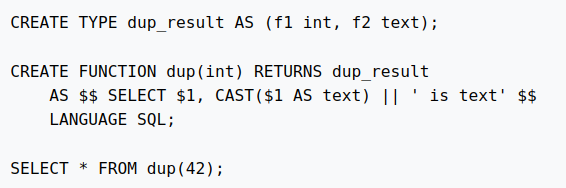 CREATE TYPE dup_result AS (f1 int, f2 text);
CREATE FUNCTION dup(int) RETURNS dup_result
    AS $$ SELECT $1, CAST($1 AS text) || ' is text' $$
    LANGUAGE SQL;
SELECT * FROM dup(42);